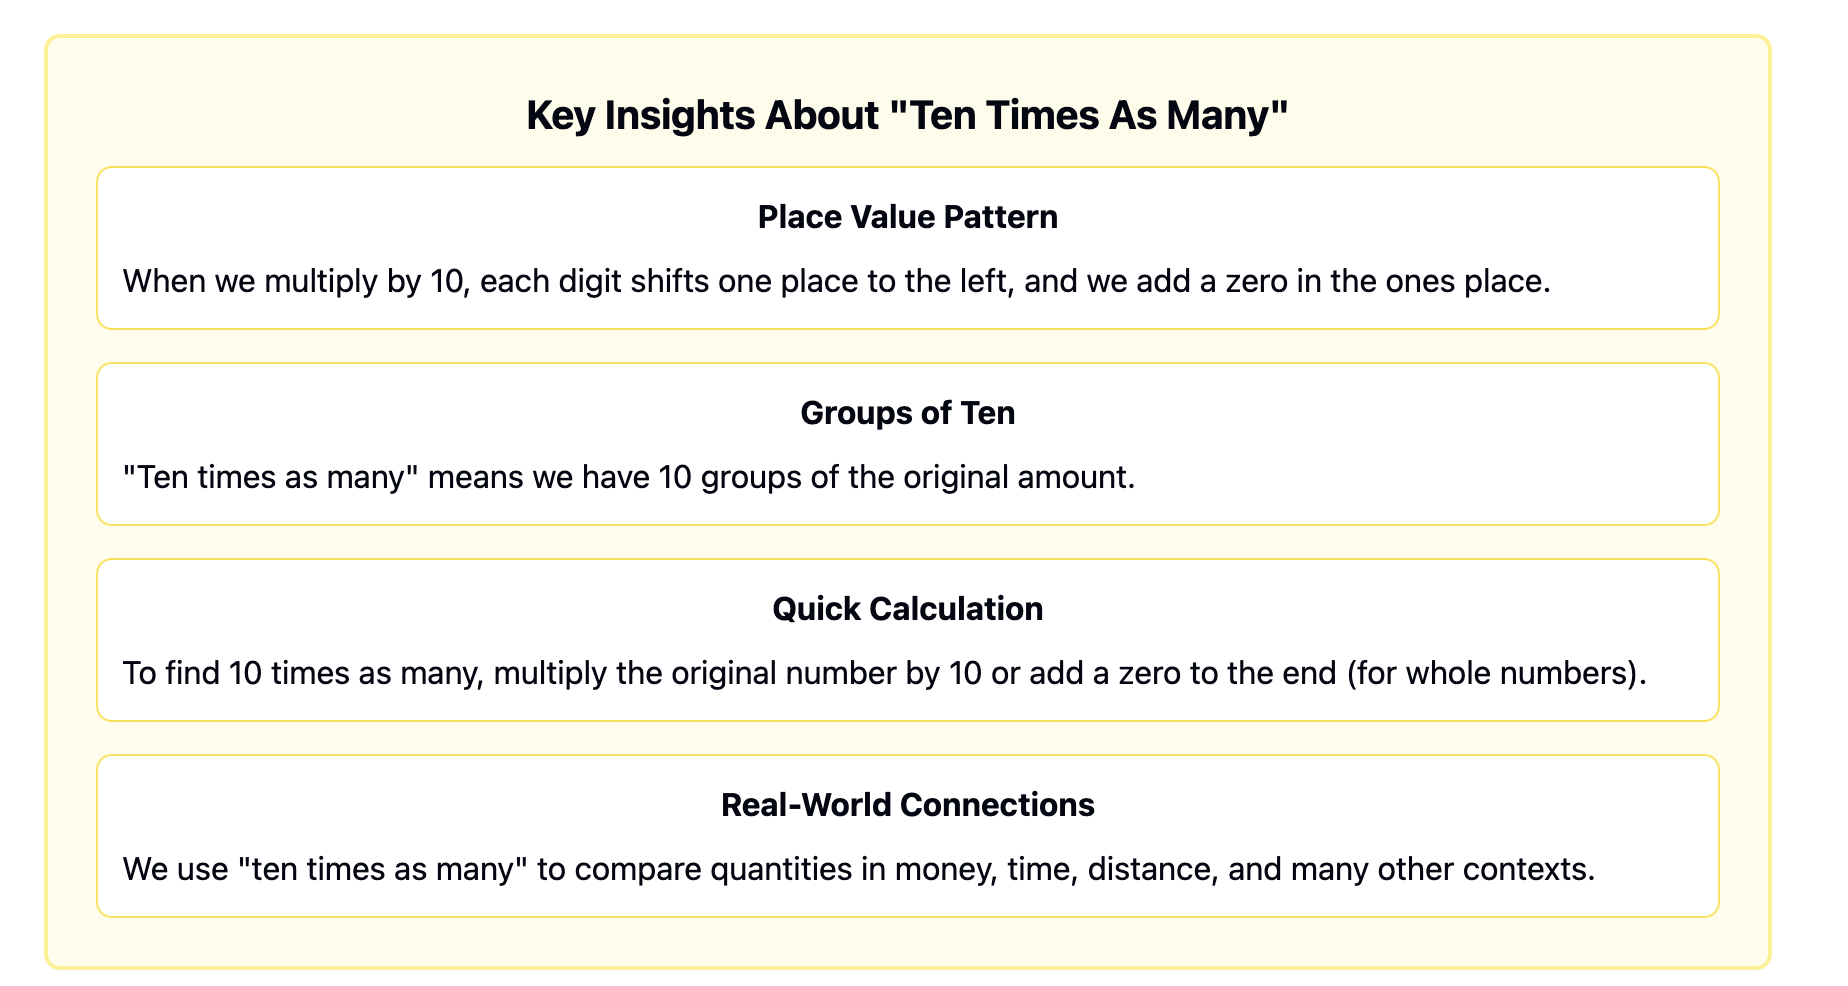 Key Insights About "Ten Times As Many"
Place Value Pattern
When we multiply by 10, each digit shifts one place to the left, and we add a zero in the ones place.
Groups of Ten
"Ten times as many" means we have 10 groups of the original amount.
Quick Calculation
To find 10 times as many, multiply the original number by 10 or add a zero to the end (for whole numbers).
Real-World Connections
We use "ten times as many" to compare quantities in money, time, distance, and many other contexts.